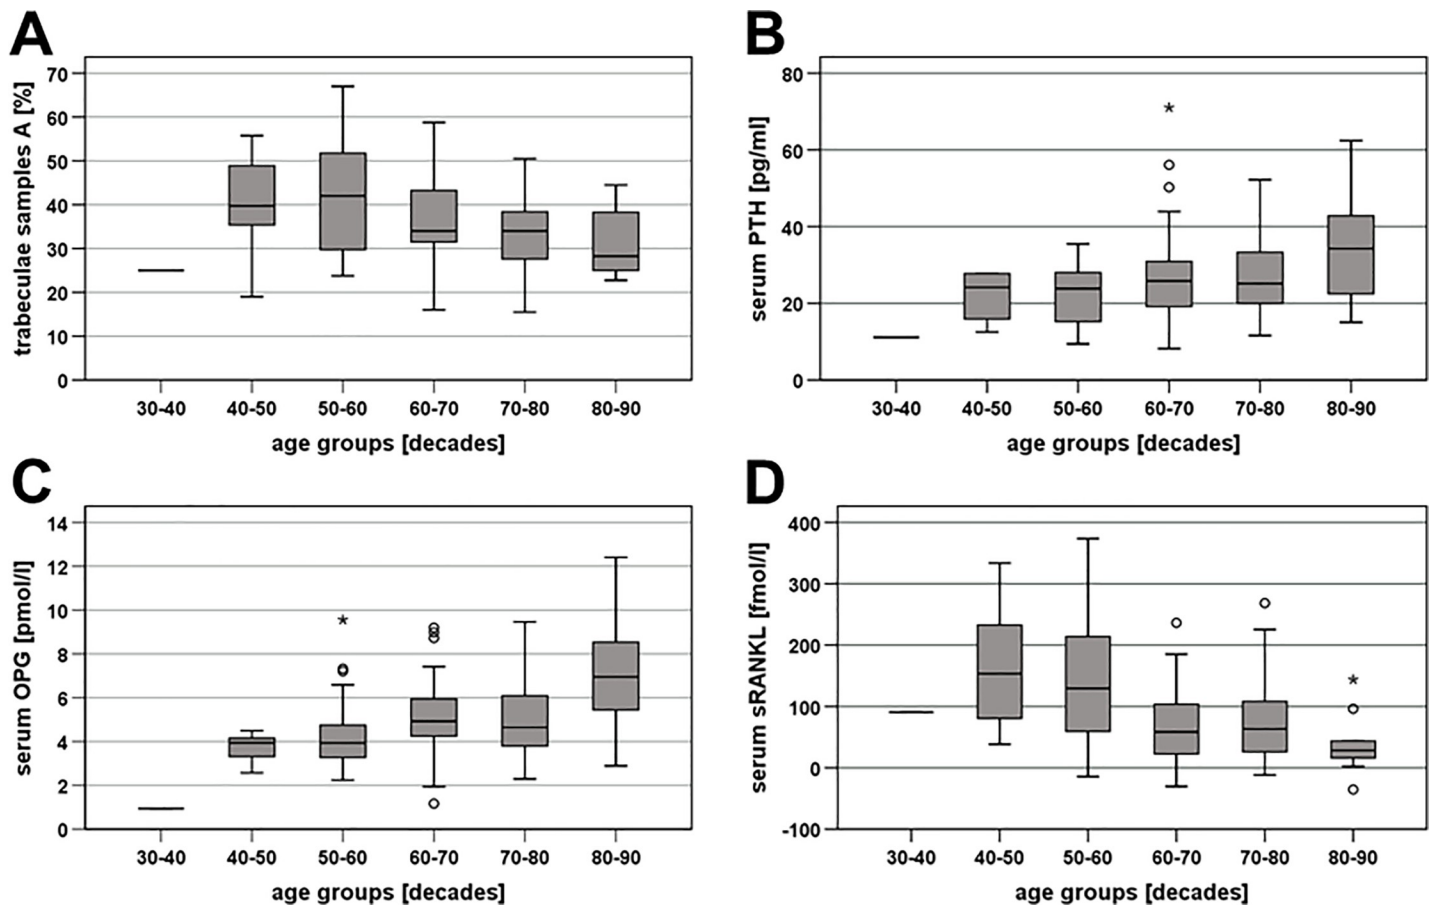 A
trabeculae samples A [%]
70
60
50
40
30
20
10
0
30-40 40-50 50-60 60-70 70-80 80-90
age groups [decades]
B
serum PTH [pg/ml]
80
60
40
20
0
30-40 40-50 50-60 60-70 70-80 80-90
age groups [decades]
C
serum OPG [pmol/l]
14
12
10
8
6
4
2
0
30-40 40-50 50-60 60-70 70-80 80-90
age groups [decades]
D
serum sRANKL [fmol/l]
400
300
200
100
0
-100
30-40 40-50 50-60 60-70 70-80 80-90
age groups [decades]